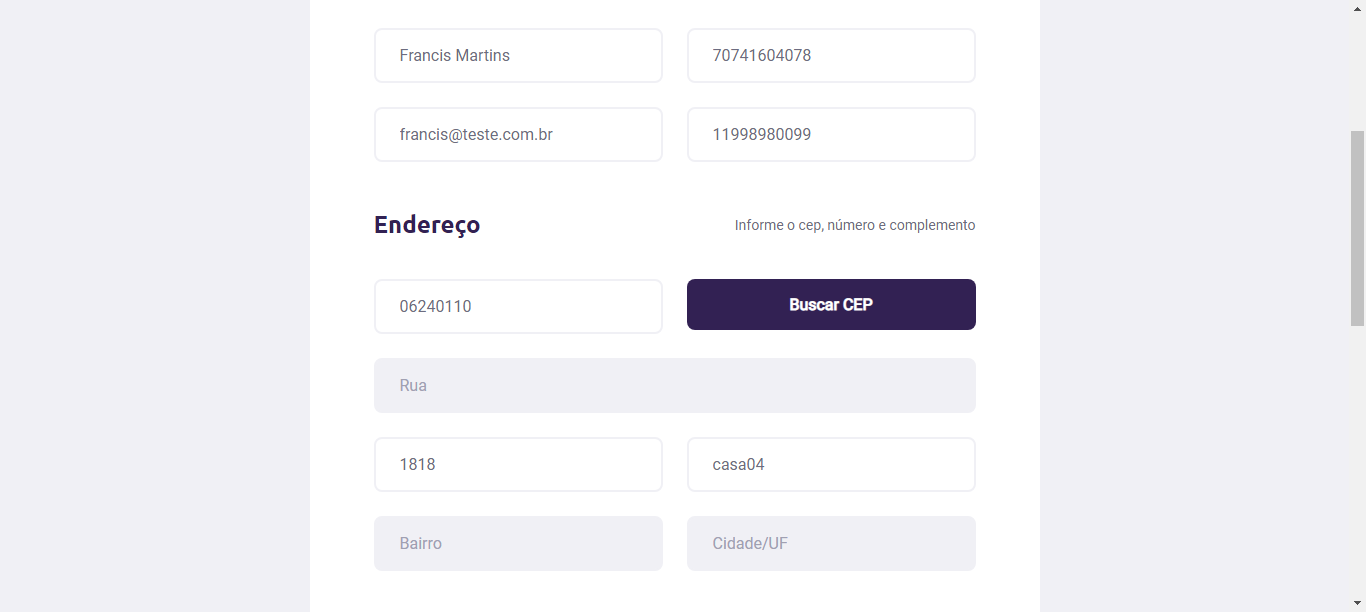 Francis Martins
70741604078
francis@teste.com.br
11998980099
Endereço
Informe o cep, número e complemento
06240110
Buscar CEP
Rua
1818
casa04
Bairro
Cidade/UF